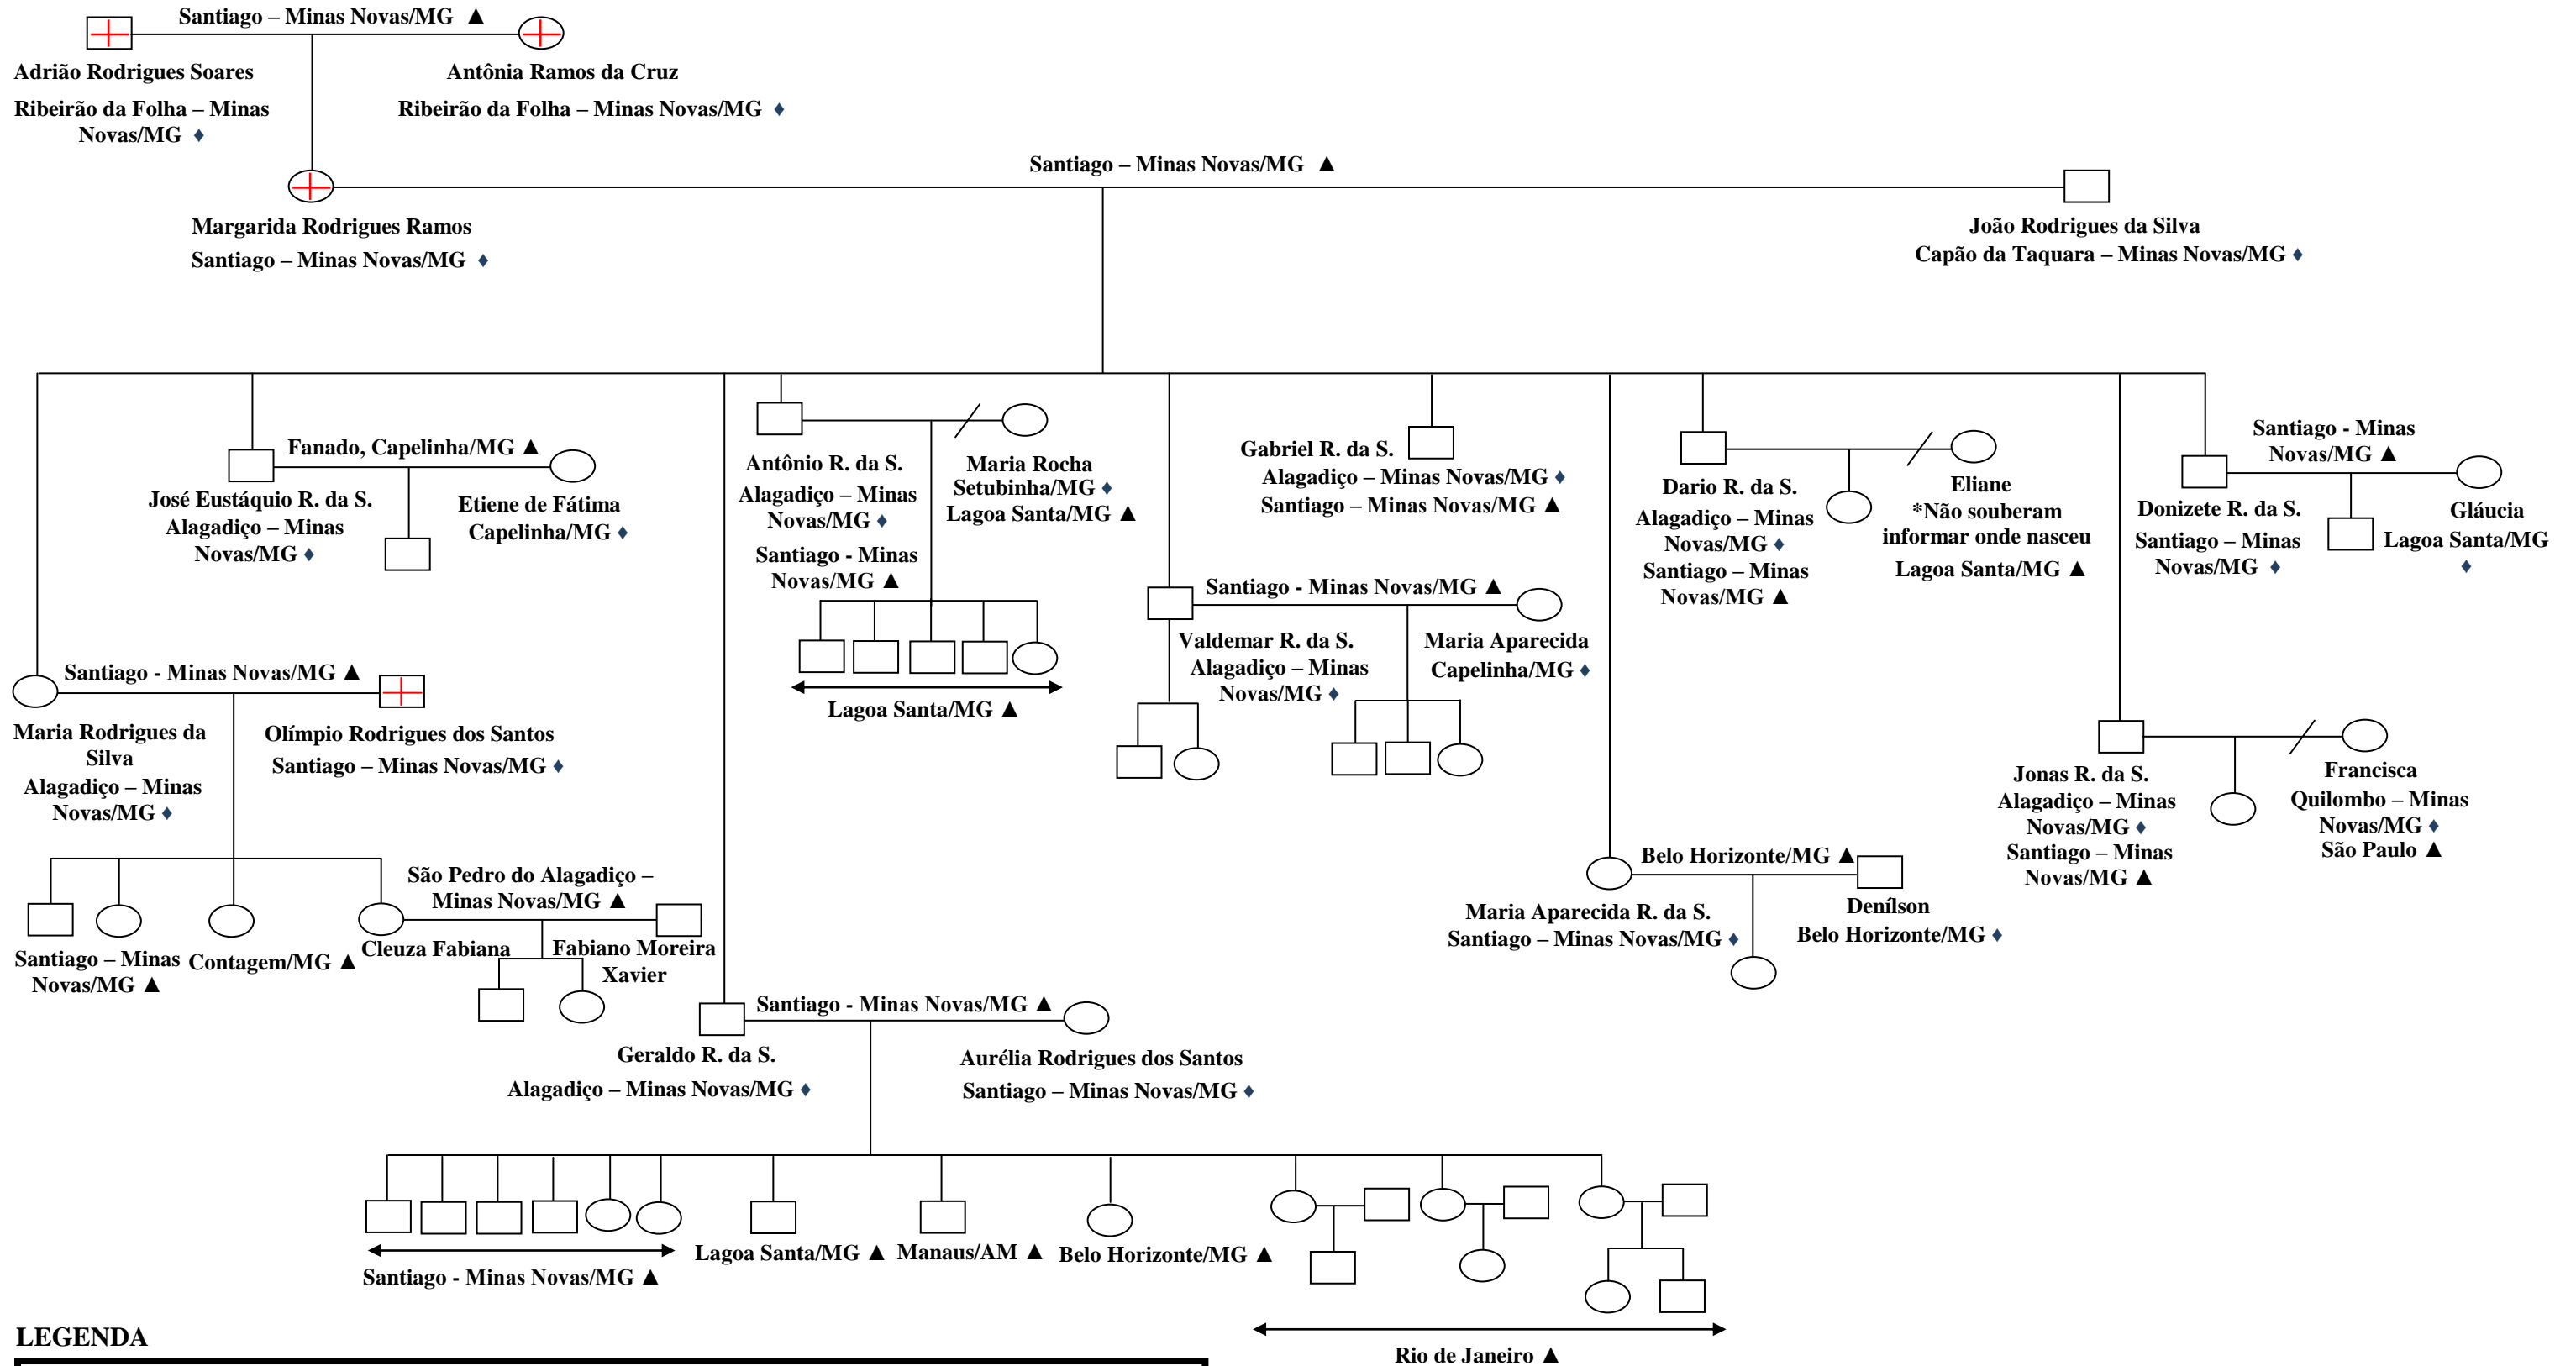 Santiago – Minas Novas/MG ▲
Adrião Rodrigues Soares
Ribeirão da Folha – Minas
Novas/MG ♦
Antônia Ramos da Cruz
Ribeirão da Folha – Minas Novas/MG ♦
Santiago – Minas Novas/MG ▲
Margarida Rodrigues Ramos
Santiago – Minas Novas/MG ♦
João Rodrigues da Silva
Capão da Taquara – Minas Novas/MG ♦
Fanado, Capelinha/MG ▲
José Eustáquio R. da S.
Alagadiço – Minas
Novas/MG ♦
Etiene de Fátima
Capelinha/MG ♦
Antônio R. da S.
Alagadiço – Minas
Novas/MG ♦
Santiago - Minas
Novas/MG ▲
Maria Rocha
Setubinha/MG ♦
Lagoa Santa/MG ▲
Lagoa Santa/MG ▲
Gabriel R. da S.
Alagadiço – Minas Novas/MG ♦
Santiago – Minas Novas/MG ▲
Santiago - Minas Novas/MG ▲
Valdemar R. da S.
Alagadiço – Minas
Novas/MG ♦
Maria Aparecida
Capelinha/MG ♦
Dario R. da S.
Alagadiço – Minas
Novas/MG ♦
Santiago – Minas
Novas/MG ▲
Eliane
*Não souberam
informar onde nasceu
Lagoa Santa/MG ▲
Santiago - Minas
Novas/MG ▲
Donizete R. da S.
Santiago – Minas
Novas/MG ♦
Gláucia
Lagoa Santa/MG
♦
Santiago - Minas Novas/MG ▲
Maria Rodrigues da
Silva
Alagadiço – Minas
Novas/MG ♦
Olímpio Rodrigues dos Santos
Santiago – Minas Novas/MG ♦
Jonas R. da S.
Alagadiço – Minas
Novas/MG ♦
Santiago – Minas
Novas/MG ▲
Francisca
Quilombo – Minas
Novas/MG ♦
São Paulo ▲
Belo Horizonte/MG ▲
Maria Aparecida R. da S.
Santiago – Minas Novas/MG ♦
Denílson
Belo Horizonte/MG ♦
Santiago – Minas
Novas/MG ▲
Contagem/MG ▲
São Pedro do Alagadiço –
Minas Novas/MG ▲
Cleuza Fabiana
Fabiano Moreira
Xavier
Santiago - Minas Novas/MG ▲
Geraldo R. da S.
Alagadiço – Minas Novas/MG ♦
Aurélia Rodrigues dos Santos
Santiago – Minas Novas/MG ♦
Santiago - Minas Novas/MG ▲
Lagoa Santa/MG ▲
Manaus/AM ▲
Belo Horizonte/MG ▲
Rio de Janeiro ▲
LEGENDA